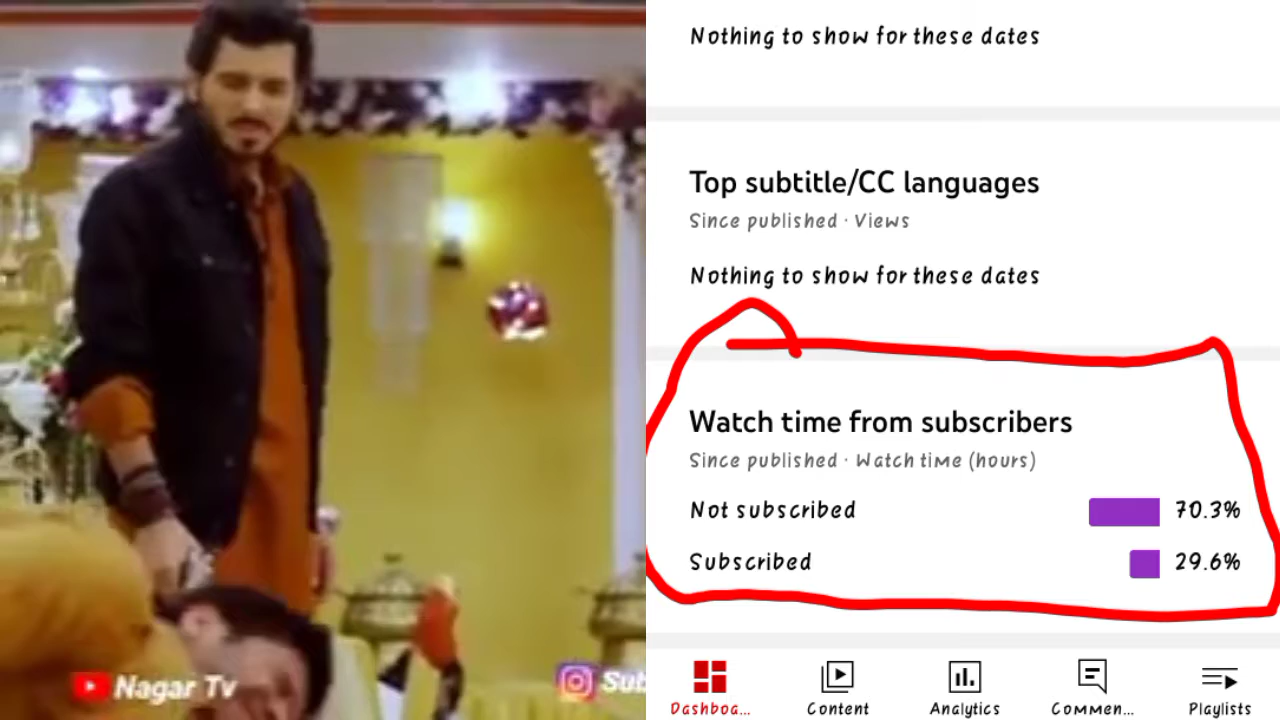 Nagar Tv
Sub
Nothing to show for these dates
Top subtitle/CC languages
Since published · Views
Nothing to show for these dates
Watch time from subscribers
Since published · Watch time (hours)
Not subscribed 70.3%
Subscribed 29.6%
Dashboa... Content Analytics Commen... Playlists